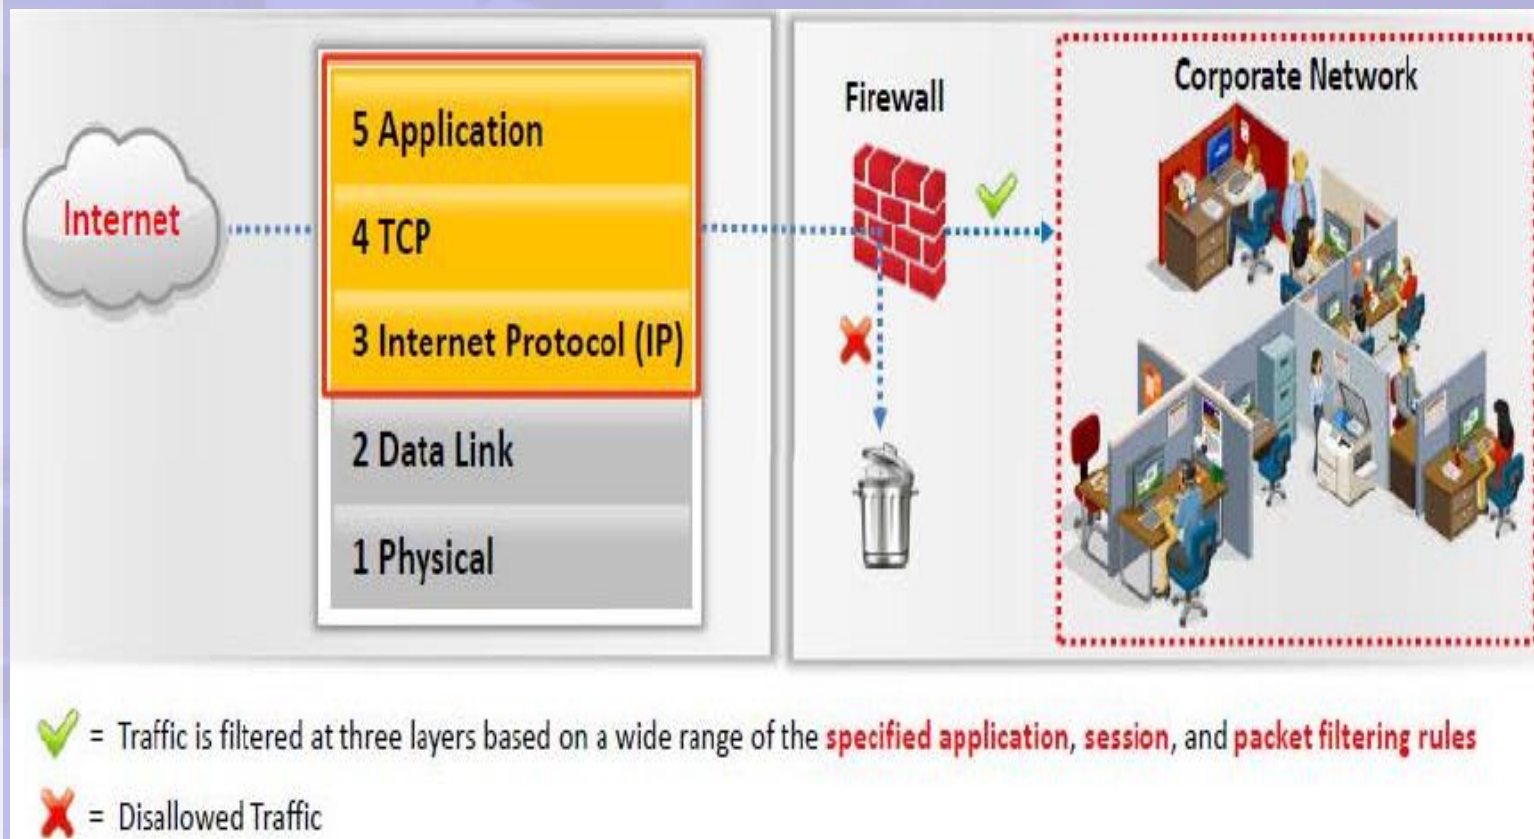 Internet
5 Application
4 TCP
3 Internet Protocol (IP)
2 Data Link
1 Physical
Firewall
Corporate Network
= Traffic is filtered at three layers based on a wide range of the specified application, session, and packet filtering rules
= Disallowed Traffic